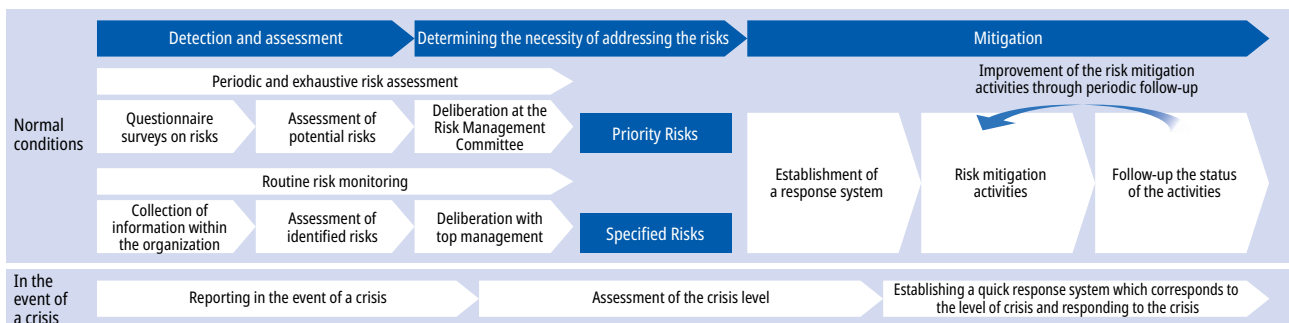 Detection and assessment
Determining the necessity of addressing the risks
Mitigation
Normal
conditions
Periodic and exhaustive risk assessment
Questionnaire
surveys on risks
Assessment of
potential risks
Deliberation at the
Risk Management
Committee
Priority Risks
Routine risk monitoring
Collection of
information within
the organization
Assessment of
identified risks
Deliberation with
top management
Specified Risks
Improvement of the risk mitigation
activities through periodic follow-up
Establishment of
a response system
Risk mitigation
activities
Follow-up the status
of the activities
In the
event of
a crisis
Reporting in the event of a crisis
Assessment of the crisis level
Establishing a quick response system which corresponds to
the level of crisis and responding to the crisis